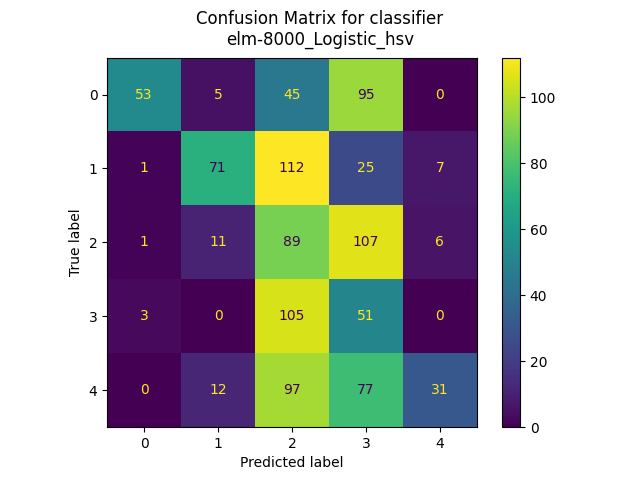 Confusion Matrix for classifier
elm-8000_Logistic_hsv
0 53 5 45 95 0
1 1 71 112 25 7
2 1 11 89 107 6
3 3 0 105 51 0
4 0 12 97 77 31
0 1 2 3 4
Predicted label
True label
100
80
60
40
20
0